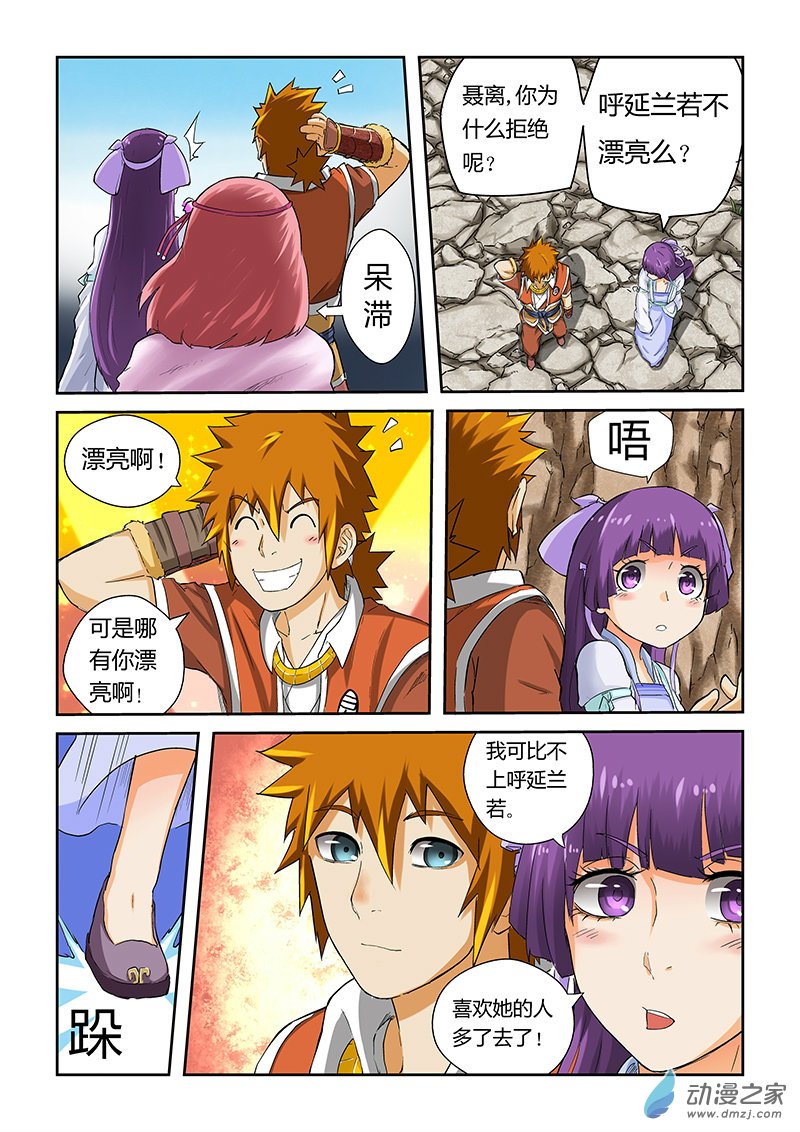 呆
滞
聂离，你为
什么拒绝
呢？
呼延兰若不
漂亮么？
漂亮啊！
可是哪
有你漂
亮啊！
唔
跺
我可比不
上呼延兰
若。
喜欢她的人
多了去了！
动漫之家
www.dmzj.com